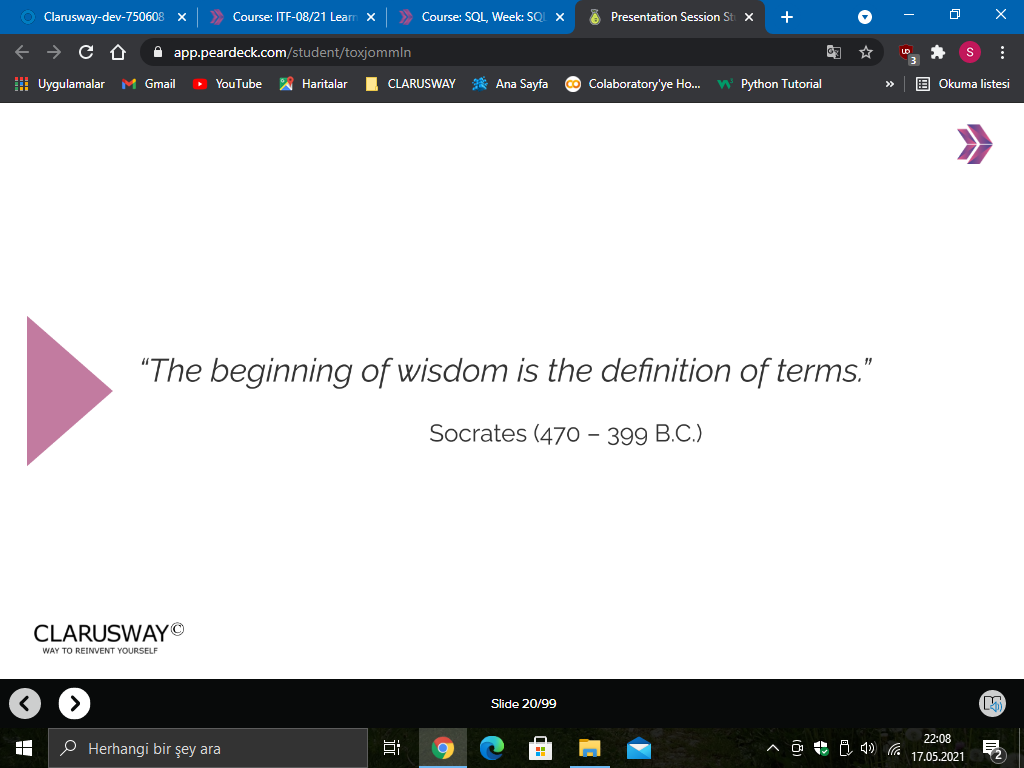 Clarusway-dev-750608
Course: ITF-08/21 Learn
Course: SQL, Week: SQL
Presentation Session St
app.peardeck.com/student/toxjommln
3
S
Uygulamalar
Gmail
YouTube
Haritalar
CLARUSWAY
Ana Sayfa
Colaboratory'ye Ho...
Python Tutorial
»
Okuma listesi
“The beginning of wisdom is the definition of terms.”
Socrates (470 – 399 B.C.)
CLARUSWAY©
WAY TO REINVENT YOURSELF
Slide 20/99
Herhangi bir şey ara
22:08
17.05.2021
2